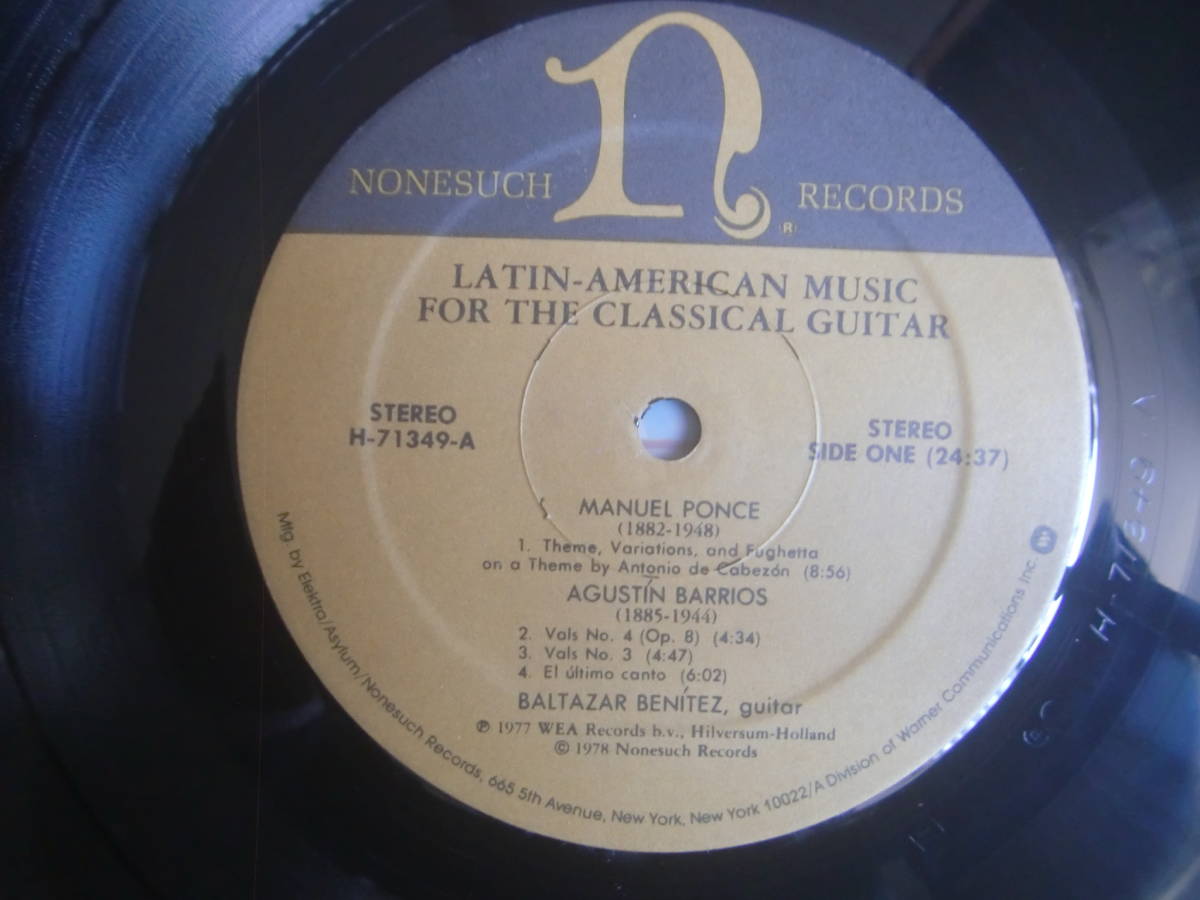 n
NONESUCH RECORDS
®
LATIN-AMERICAN MUSIC
FOR THE CLASSICAL GUITAR
STEREO
H-71349-A
STEREO
SIDE ONE (24:37)
MANUEL PONCE
(1882-1948)
1. Theme, Variations, and Fughetta
on a Theme by Antonio de Cabezón (8:56)
AGUSTÍN BARRIOS
(1885-1944)
2. Vals No. 4 (Op. 8) (4:34)
3. Vals No. 3 (4:47)
4. El último canto (6:02)
BALTAZAR BENÍTEZ, guitar
℗ 1977 WEA Records b.v., Hilversum-Holland
© 1978 Nonesuch Records
Mfg. by Elektra/Asylum/Nonesuch Records, 665 5th Avenue, New York, New York 10022/A Division of Warner Communications Inc